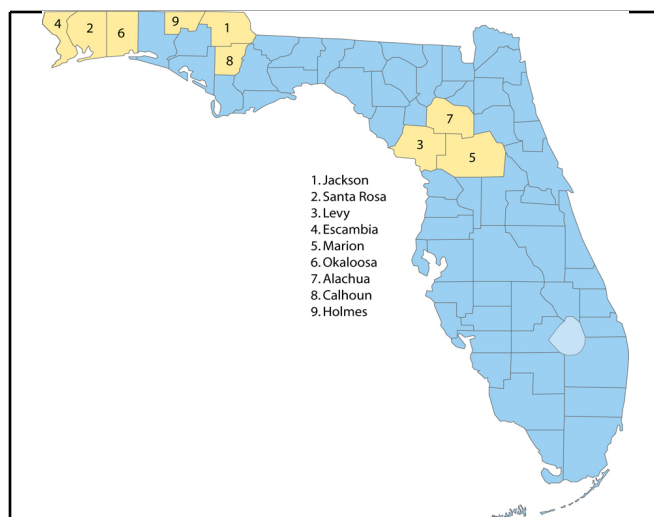 4 2 6 9 1
8
7
3 5
1. Jackson
2. Santa Rosa
3. Levy
4. Escambia
5. Marion
6. Okaloosa
7. Alachua
8. Calhoun
9. Holmes